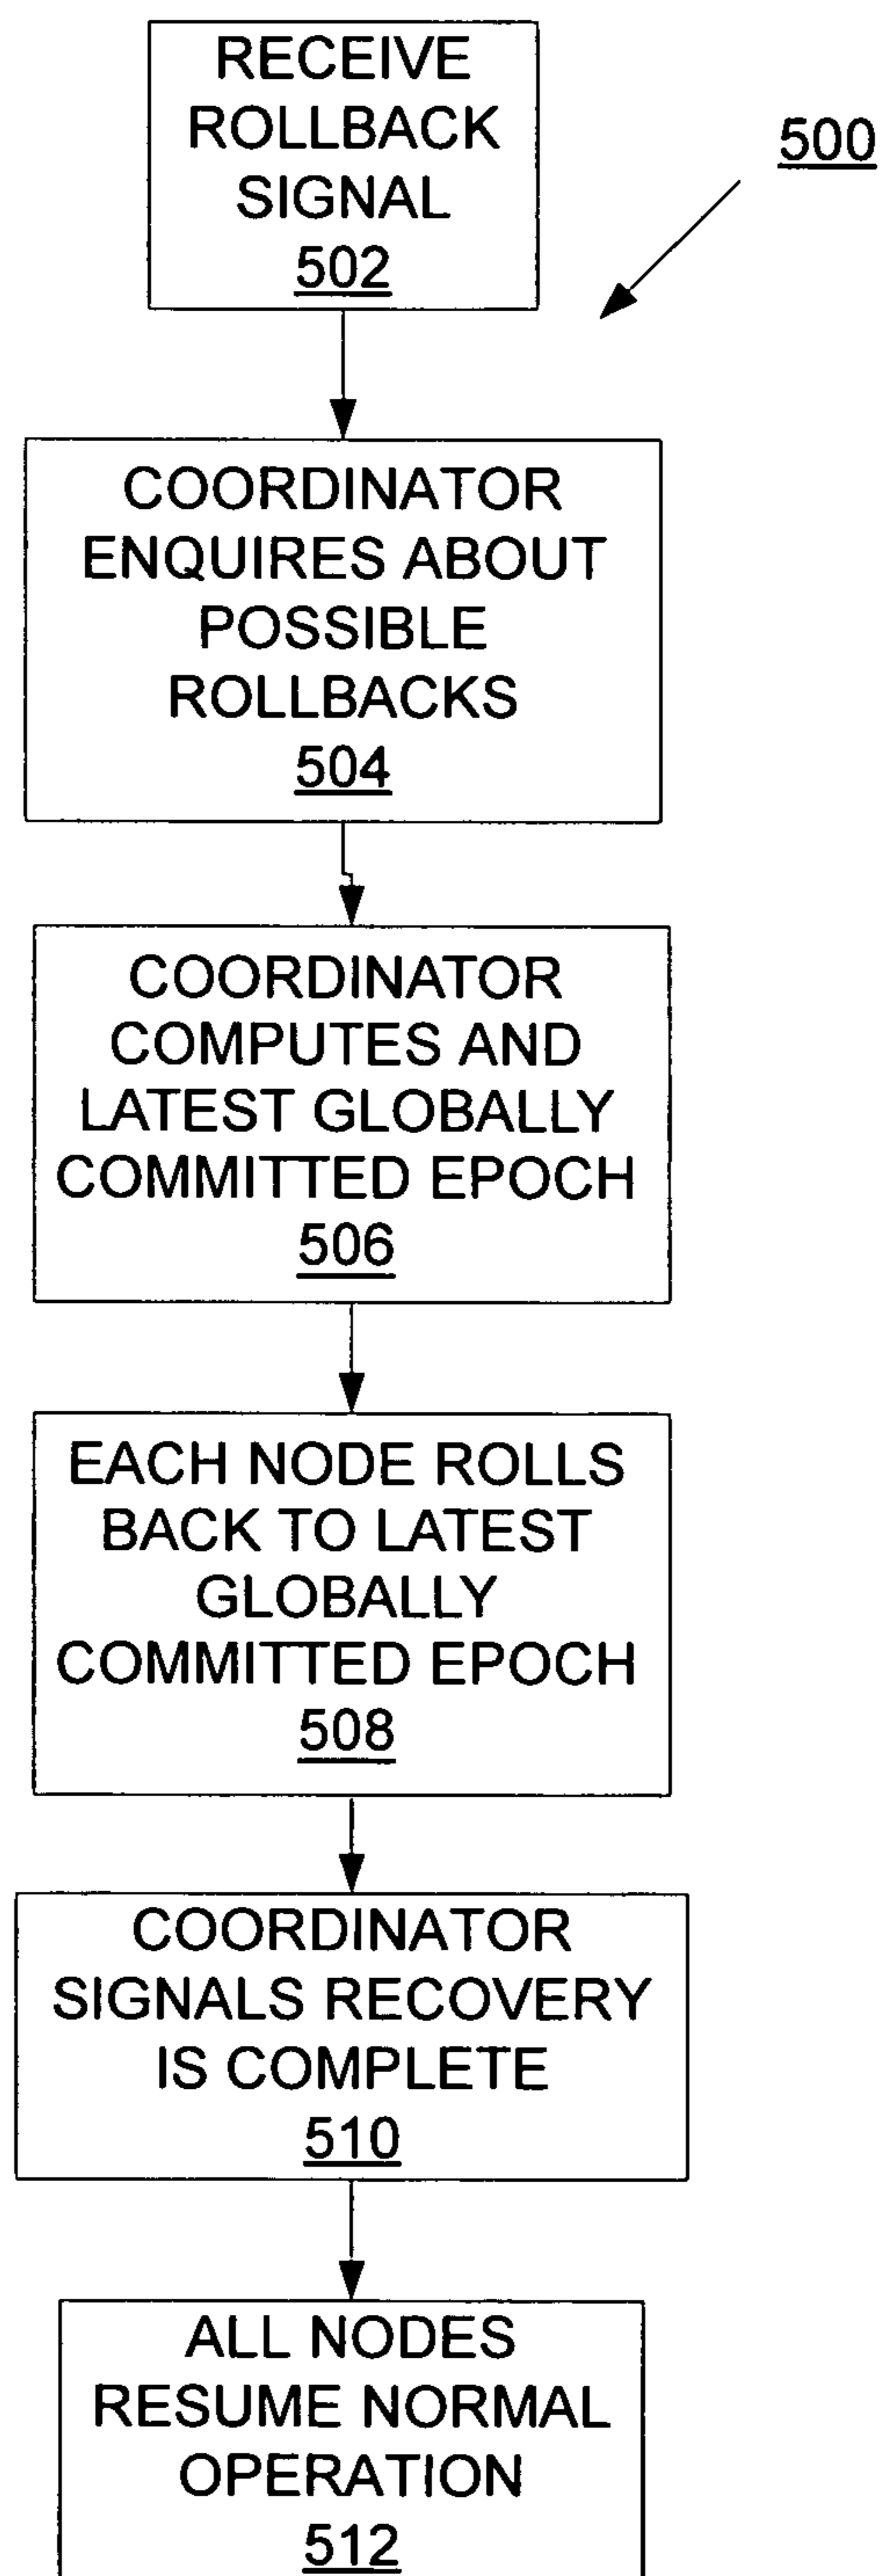 RECEIVE
ROLLBACK
SIGNAL
502
500
COORDINATOR
ENQUIRES ABOUT
POSSIBLE
ROLLBACKS
504
COORDINATOR
COMPUTES AND
LATEST GLOBALLY
COMMITTED EPOCH
506
EACH NODE ROLLS
BACK TO LATEST
GLOBALLY
COMMITTED EPOCH
508
COORDINATOR
SIGNALS RECOVERY
IS COMPLETE
510
ALL NODES
RESUME NORMAL
OPERATION
512